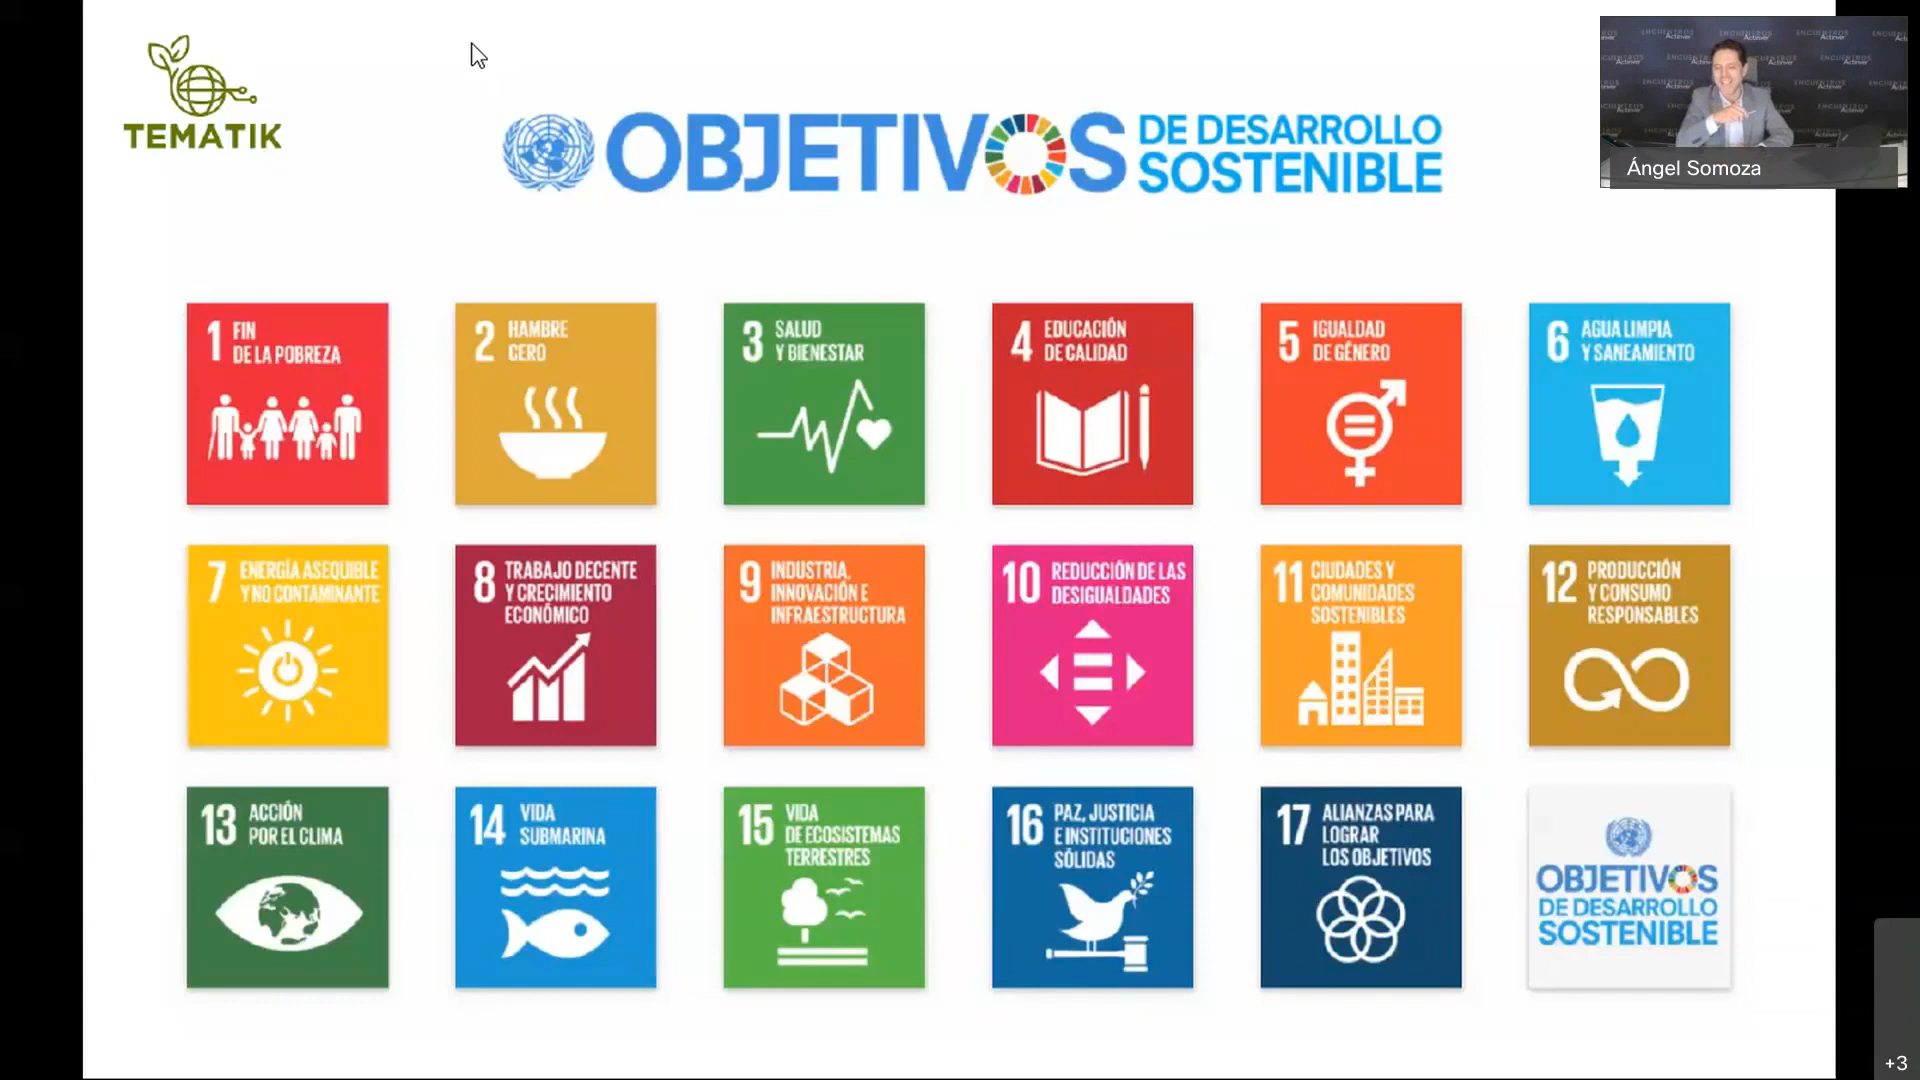 TEMATIK
OBJETIVOS
DE DESARROLLO
SOSTENIBLE
ENCUENTROS
Actinver
Ángel Somoza
1 FIN
DE LA POBREZA
2 HAMBRE
CERO
3 SALUD
Y BIENESTAR
4 EDUCACIÓN
DE CALIDAD
5 IGUALDAD
DE GÉNERO
6 AGUA LIMPIA
Y SANEAMIENTO
7 ENERGÍA ASEQUIBLE
Y NO CONTAMINANTE
8 TRABAJO DECENTE
Y CRECIMIENTO
ECONÓMICO
9 INDUSTRIA,
INNOVACIÓN E
INFRAESTRUCTURA
10 REDUCCIÓN DE LAS
DESIGUALDADES
11 CIUDADES Y
COMUNIDADES
SOSTENIBLES
12 PRODUCCIÓN
Y CONSUMO
RESPONSABLES
13 ACCIÓN
POR EL CLIMA
14 VIDA
SUBMARINA
15 VIDA
DE ECOSISTEMAS
TERRESTRES
16 PAZ, JUSTICIA
E INSTITUCIONES
SÓLIDAS
17 ALIANZAS PARA
LOGRAR
LOS OBJETIVOS
OBJETIVOS
DE DESARROLLO
SOSTENIBLE
+3